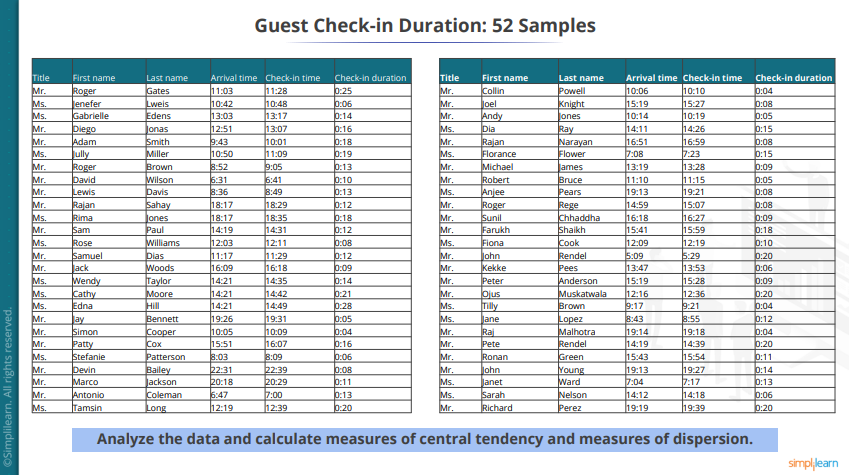 Guest Check-in Duration: 52 Samples
Title First name Last name Arrival time Check-in time Check-in duration
Mr. Roger Gates 11:03 11:28 0:25
Ms. Jenefer Lweis 10:42 10:48 0:06
Ms. Gabrielle Edens 13:03 13:17 0:14
Mr. Diego Jonas 12:51 13:07 0:16
Mr. Adam Smith 9:43 10:01 0:18
Ms. Jully Miller 10:50 11:09 0:19
Mr. Roger Brown 8:52 9:05 0:13
Mr. David Wilson 6:31 6:41 0:10
Mr. Lewis Davis 8:36 8:49 0:13
Mr. Rajan Sahay 18:17 18:29 0:12
Ms. Rima Jones 18:17 18:35 0:18
Mr. Sam Paul 14:19 14:31 0:12
Ms. Rose Williams 12:03 12:11 0:08
Mr. Samuel Dias 11:17 11:29 0:12
Mr. Jack Woods 16:09 16:18 0:09
Ms. Wendy Taylor 14:21 14:35 0:14
Ms. Cathy Moore 14:21 14:42 0:21
Ms. Edna Hill 14:21 14:49 0:28
Mr. Jay Bennett 19:26 19:31 0:05
Mr. Simon Cooper 10:05 10:09 0:04
Mr. Patty Cox 15:51 16:07 0:16
Ms. Stefanie Patterson 8:03 8:09 0:06
Mr. Devin Bailey 22:31 22:39 0:08
Mr. Marco Jackson 20:18 20:29 0:11
Mr. Antonio Coleman 6:47 7:00 0:13
Ms. Tamsin Long 12:19 12:39 0:20
Title First name Last name Arrival time Check-in time Check-in duration
Mr. Collin Powell 10:06 10:10 0:04
Mr. Joel Knight 15:19 15:27 0:08
Mr. Andy Jones 10:14 10:19 0:05
Ms. Dia Ray 14:11 14:26 0:15
Mr. Rajan Narayan 16:51 16:59 0:08
Ms. Florance Flower 7:08 7:23 0:15
Mr. Michael James 13:19 13:28 0:09
Mr. Robert Bruce 11:10 11:15 0:05
Ms. Anjee Pears 19:13 19:21 0:08
Mr. Roger Rege 14:59 15:07 0:08
Mr. Sunil Chhaddha 16:18 16:27 0:09
Mr. Farukh Shaikh 15:41 15:59 0:18
Ms. Fiona Cook 12:09 12:19 0:10
Mr. John Rendel 5:09 5:29 0:20
Mr. Kekke Pees 13:47 13:53 0:06
Mr. Peter Anderson 15:19 15:28 0:09
Mr. Ojus Muskatwala 12:16 12:36 0:20
Ms. Tilly Brown 9:17 9:21 0:04
Ms. Jane Lopez 8:43 8:55 0:12
Mr. Raj Malhotra 19:14 19:18 0:04
Mr. Pete Rendel 14:19 14:39 0:20
Mr. Ronan Green 15:43 15:54 0:11
Mr. John Young 19:13 19:27 0:14
Ms. Janet Ward 7:04 7:17 0:13
Ms. Sarah Nelson 14:12 14:18 0:06
Mr. Richard Perez 19:19 19:39 0:20
Analyze the data and calculate measures of central tendency and measures of dispersion.
©Simplilearn. All rights reserved.
simplilearn